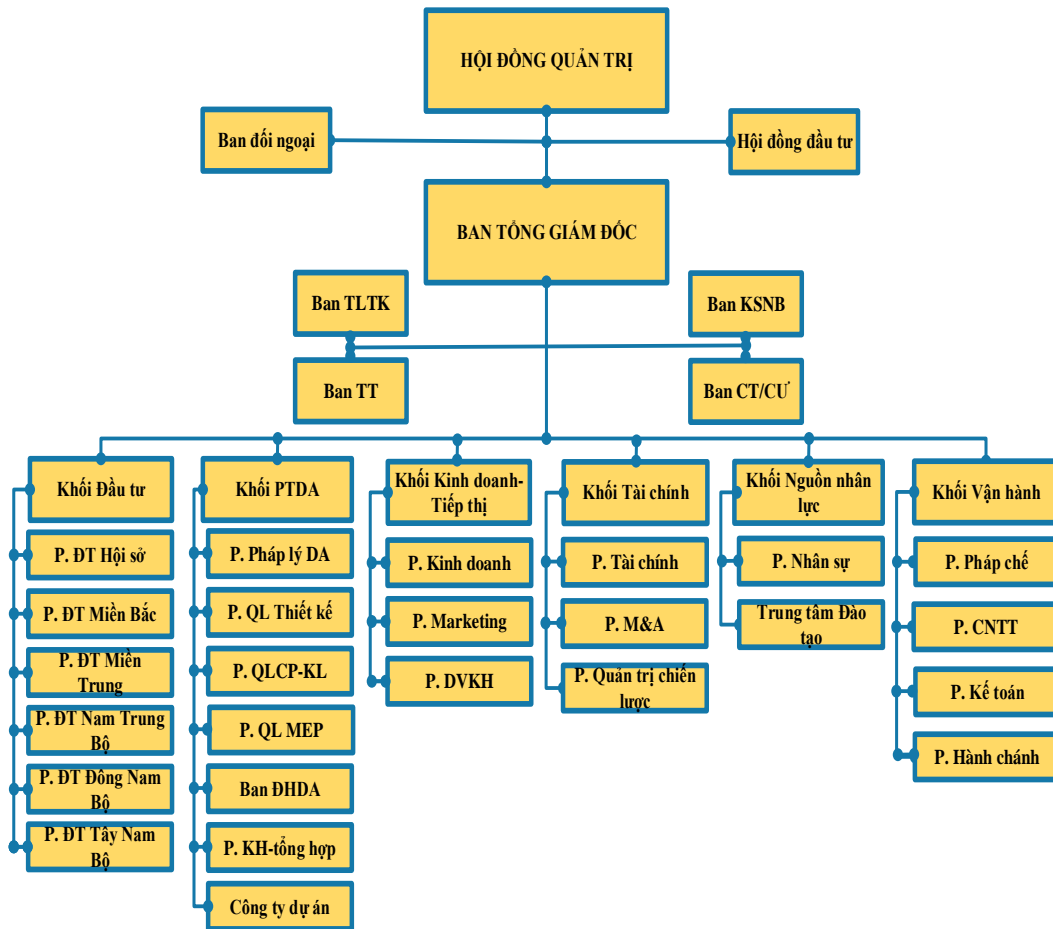 HỘI ĐỒNG QUẢN TRỊ
Ban đối ngoại
Hội đồng đầu tư
BAN TỔNG GIÁM ĐỐC
Ban TLTK
Ban KSNB
Ban TT
Ban CT/CƯ
Khối Đầu tư
P. ĐT Hội sở
P. ĐT Miền Bắc
P. ĐT Miền
Trung
P. ĐT Nam Trung
Bộ
P. ĐT Đông Nam
Bộ
P. ĐT Tây Nam
Bộ
Khối PTDA
P. Pháp lý DA
P. QL Thiết kế
P. QLCP-KL
P. QL MEP
Ban ĐHDA
P. KH-tổng hợp
Công ty dự án
Khối Kinh doanh-
Tiếp thị
P. Kinh doanh
P. Marketing
P. DVKH
Khối Tài chính
P. Tài chính
P. M&A
P. Quản trị chiến
lược
Khối Nguồn nhân
lực
P. Nhân sự
Trung tâm Đào
tạo
Khối Vận hành
P. Pháp chế
P. CNTT
P. Kế toán
P. Hành chánh